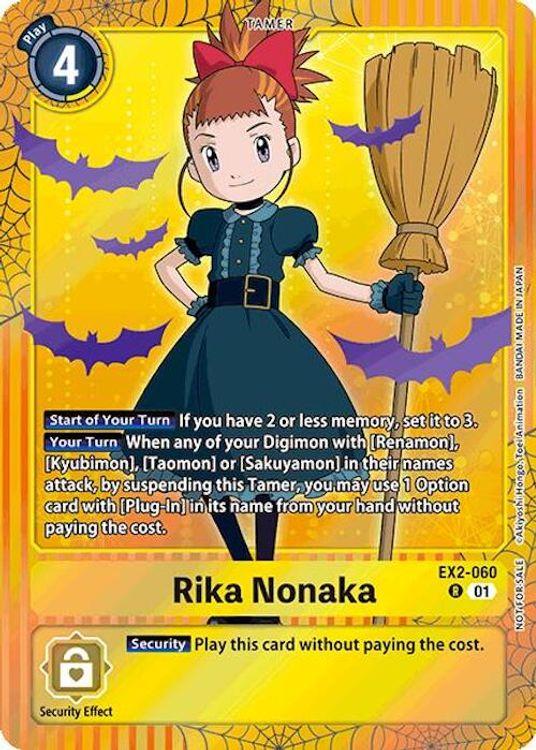 TAMER
Play
4
Start of Your Turn If you have 2 or less memory, set it to 3.
Your Turn When any of your Digimon with [Renamon],
[Kyubimon], [Taomon] or [Sakuyamon] in their names
attack, by suspending this Tamer, you may use 1 Option
card with [Plug-In] in its name from your hand without
paying the cost.
Rika Nonaka
EX2-060
R 01
Security Play this card without paying the cost.
Security Effect
NOT FOR SALE ©Akiyoshi Hongo, Toei Animation BANDAI MADE IN JAPAN